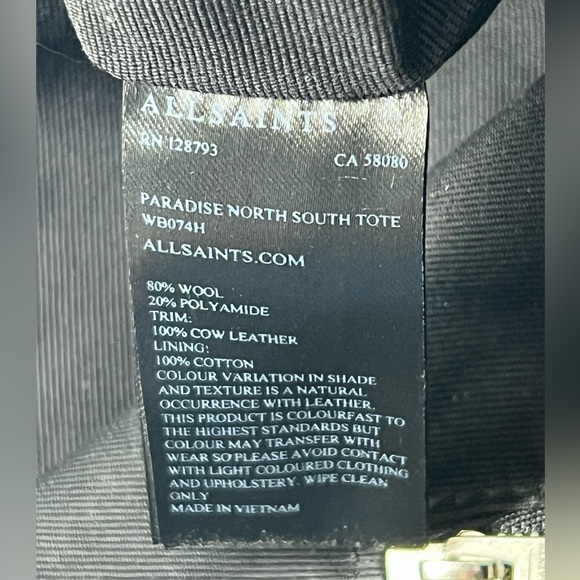 ALLSAINTS
RN 128793
CA 58080
PARADISE NORTH SOUTH TOTE
WB074H
ALLSAINTS.COM
80% WOOL
20% POLYAMIDE
TRIM:
100% COW LEATHER
LINING:
100% COTTON
COLOUR VARIATION IN SHADE
AND TEXTURE IS A NATURAL
OCCURRENCE WITH LEATHER.
THIS PRODUCT IS COLOURFAST TO
THE HIGHEST STANDARDS BUT
COLOUR MAY TRANSFER WITH
WEAR SO PLEASE AVOID CONTACT
WITH LIGHT COLOURED CLOTHING
AND UPHOLSTERY. WIPE CLEAN
ONLY
MADE IN VIETNAM